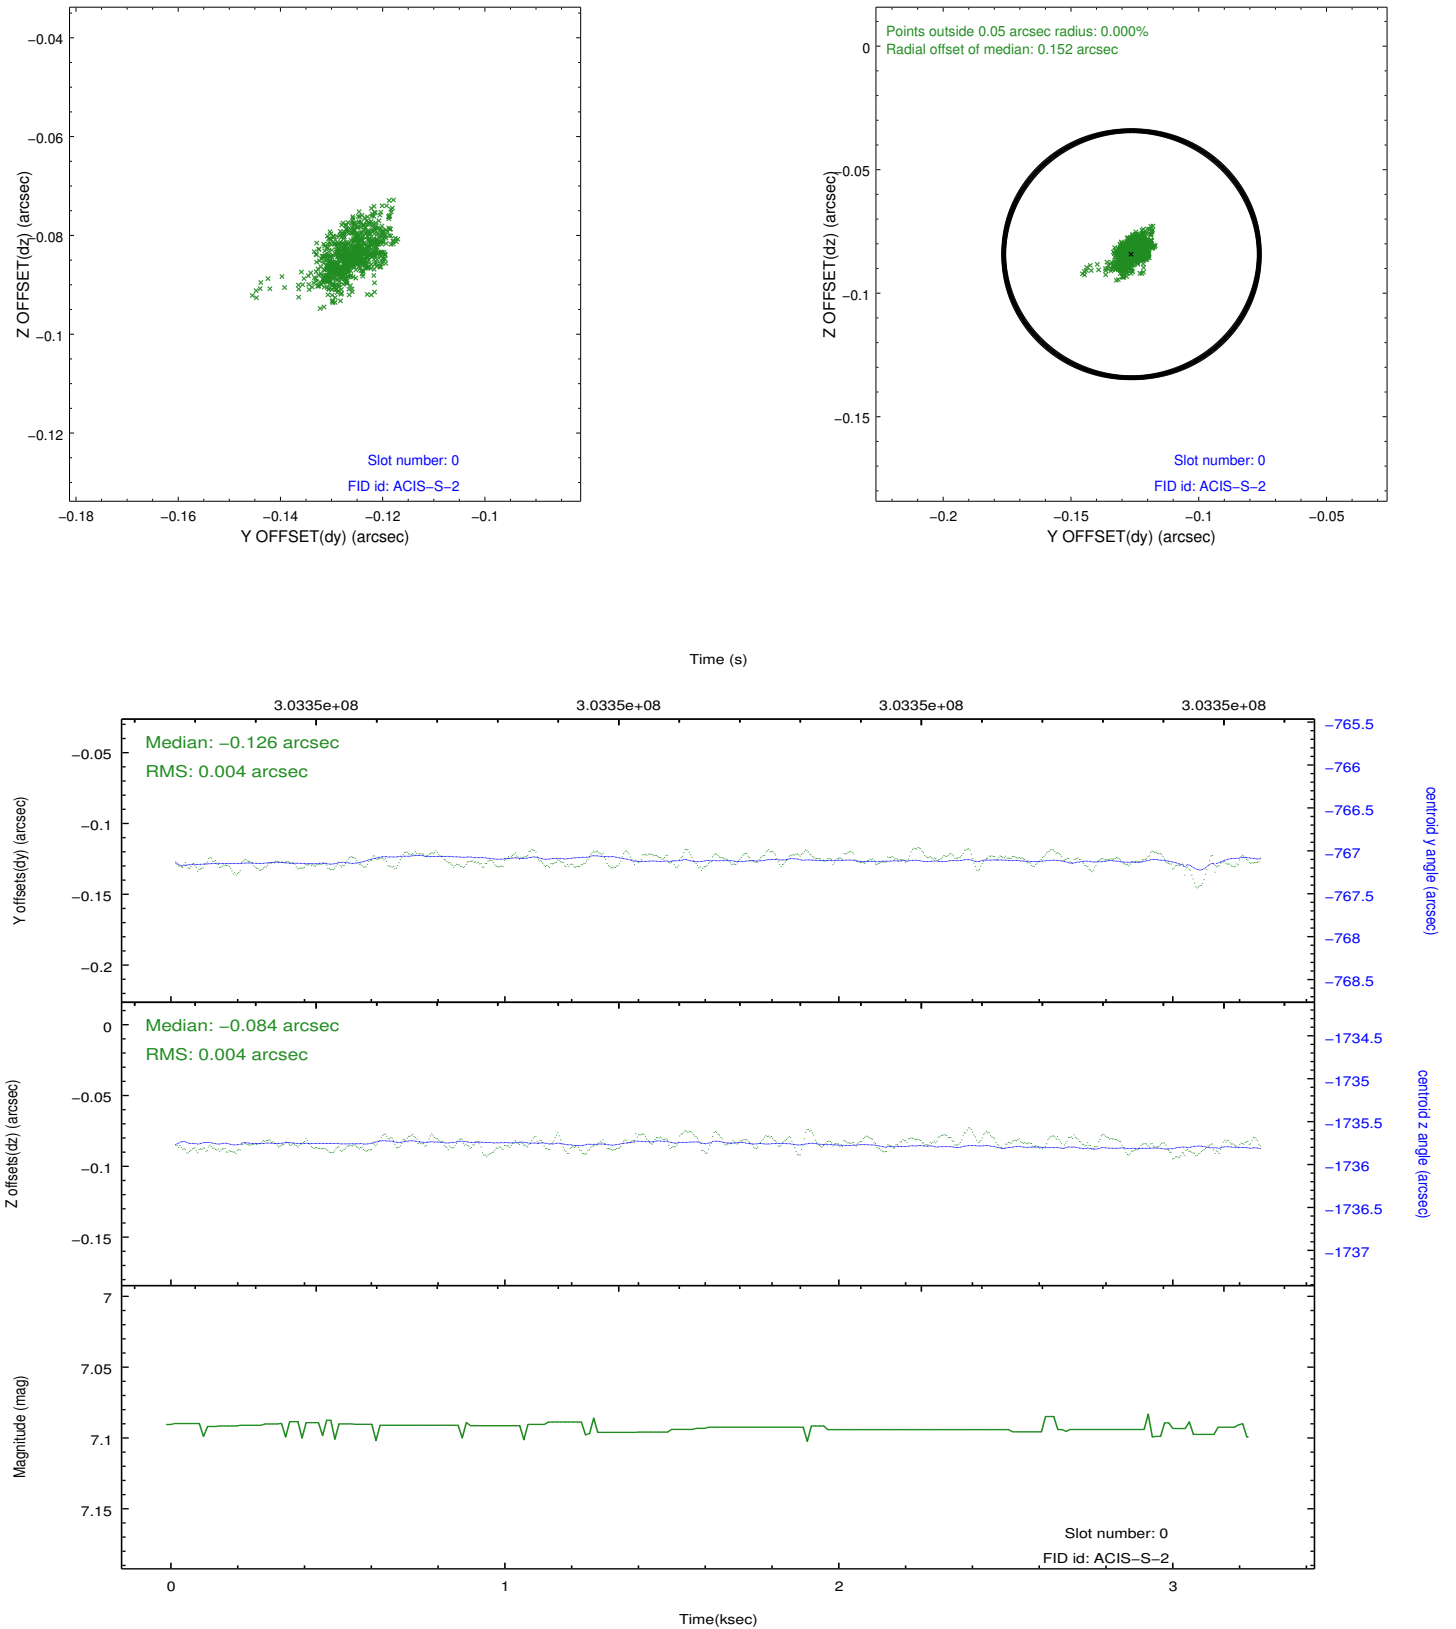 −0.04
−0.06
−0.08
−0.1
−0.12
Z OFFSET(dz) (arcsec)
Slot number: 0
FID id: ACIS−S−2
−0.18 −0.16 −0.14 −0.12 −0.1
Y OFFSET(dy) (arcsec)
Points outside 0.05 arcsec radius: 0.000%
Radial offset of median: 0.152 arcsec
0
−0.05
−0.1
−0.15
Z OFFSET(dz) (arcsec)
Slot number: 0
FID id: ACIS−S−2
−0.2 −0.15 −0.1 −0.05
Y OFFSET(dy) (arcsec)
Time (s)
3.0335e+08 3.0335e+08 3.0335e+08 3.0335e+08
Median: −0.126 arcsec
RMS: 0.004 arcsec
−0.05
−0.1
−0.15
−0.2
Y offsets(dy) (arcsec)
−765.5
−766
−766.5
−767
−767.5
−768
−768.5
centroid y angle (arcsec)
Median: −0.084 arcsec
RMS: 0.004 arcsec
0
−0.05
−0.1
−0.15
Z offsets(dz) (arcsec)
−1734.5
−1735
−1735.5
−1736
−1736.5
−1737
centroid z angle (arcsec)
7
7.05
7.1
7.15
Magnitude (mag)
Slot number: 0
FID id: ACIS−S−2
0 1 2 3
Time(ksec)